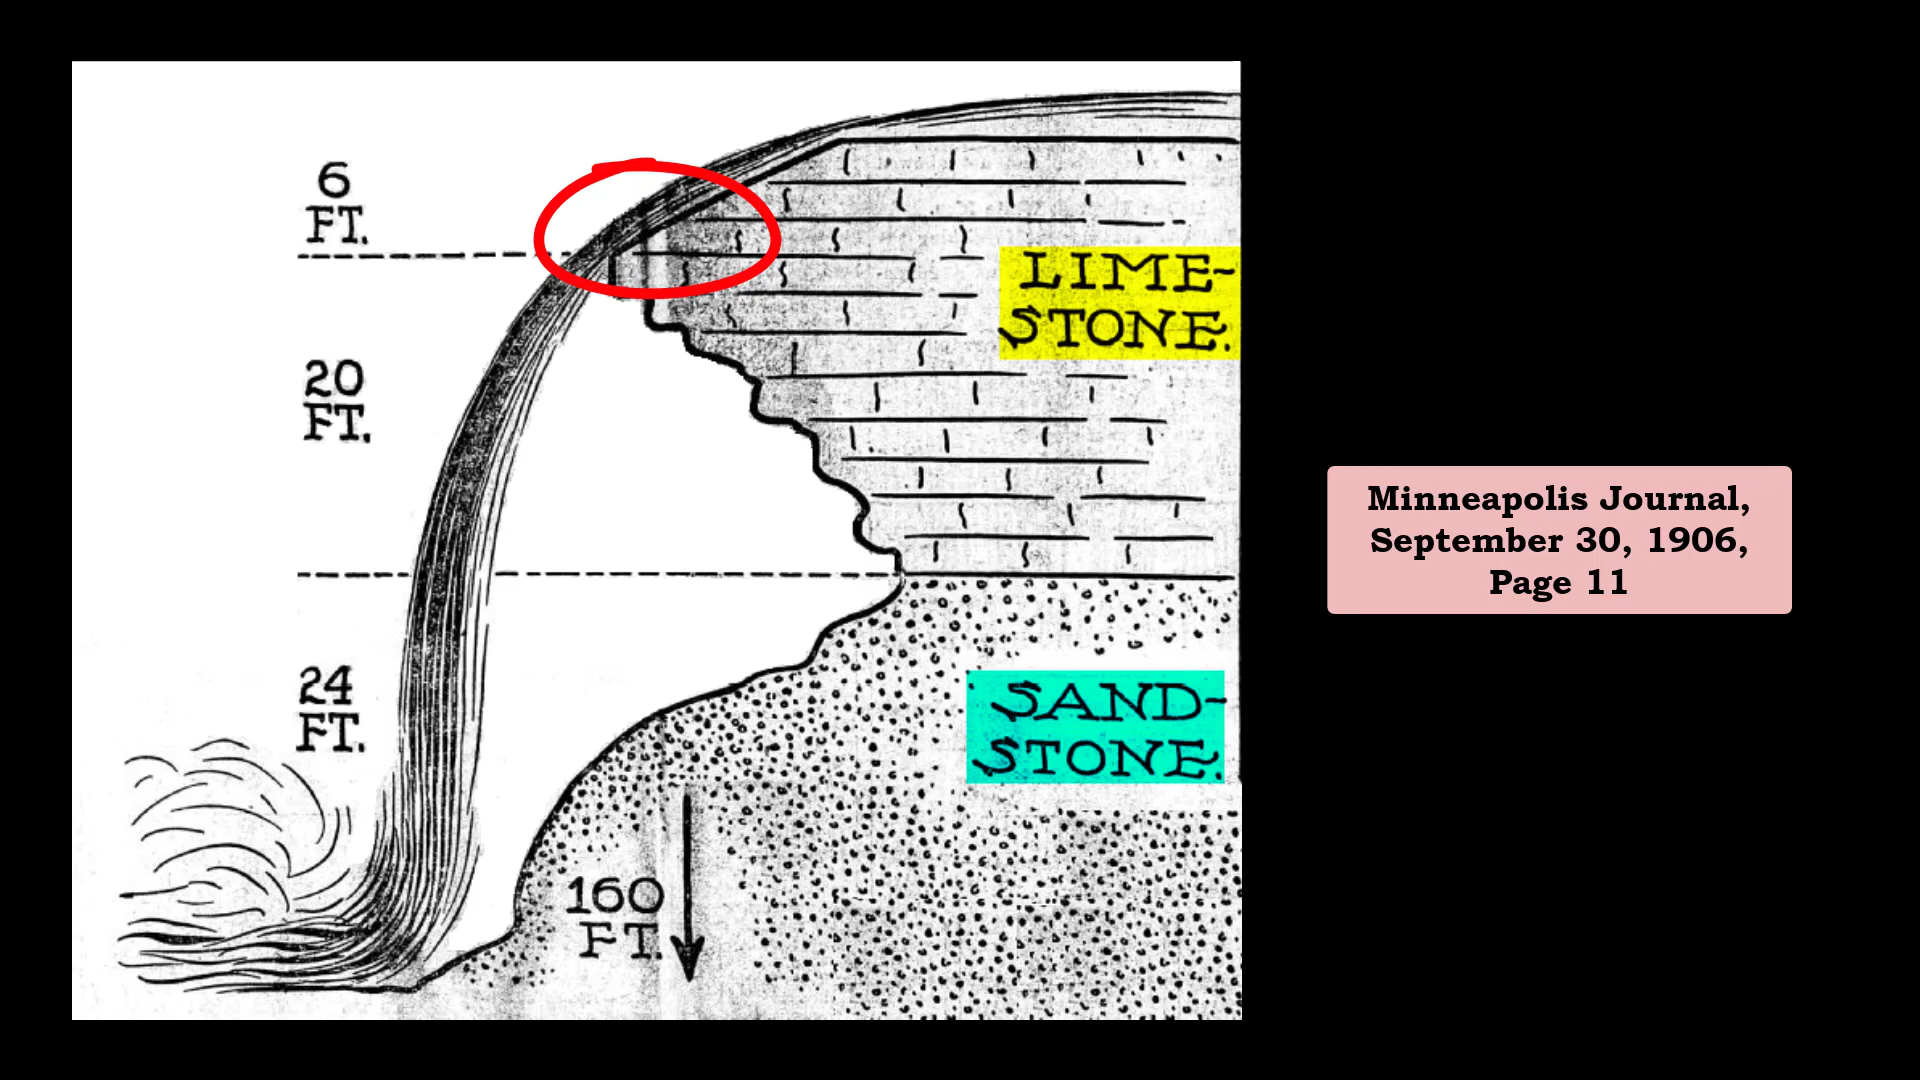 6
FT.
20
FT.
24
FT.
160
FT.
LIME-
STONE.
SAND-
STONE.
Minneapolis Journal,
September 30, 1906,
Page 11